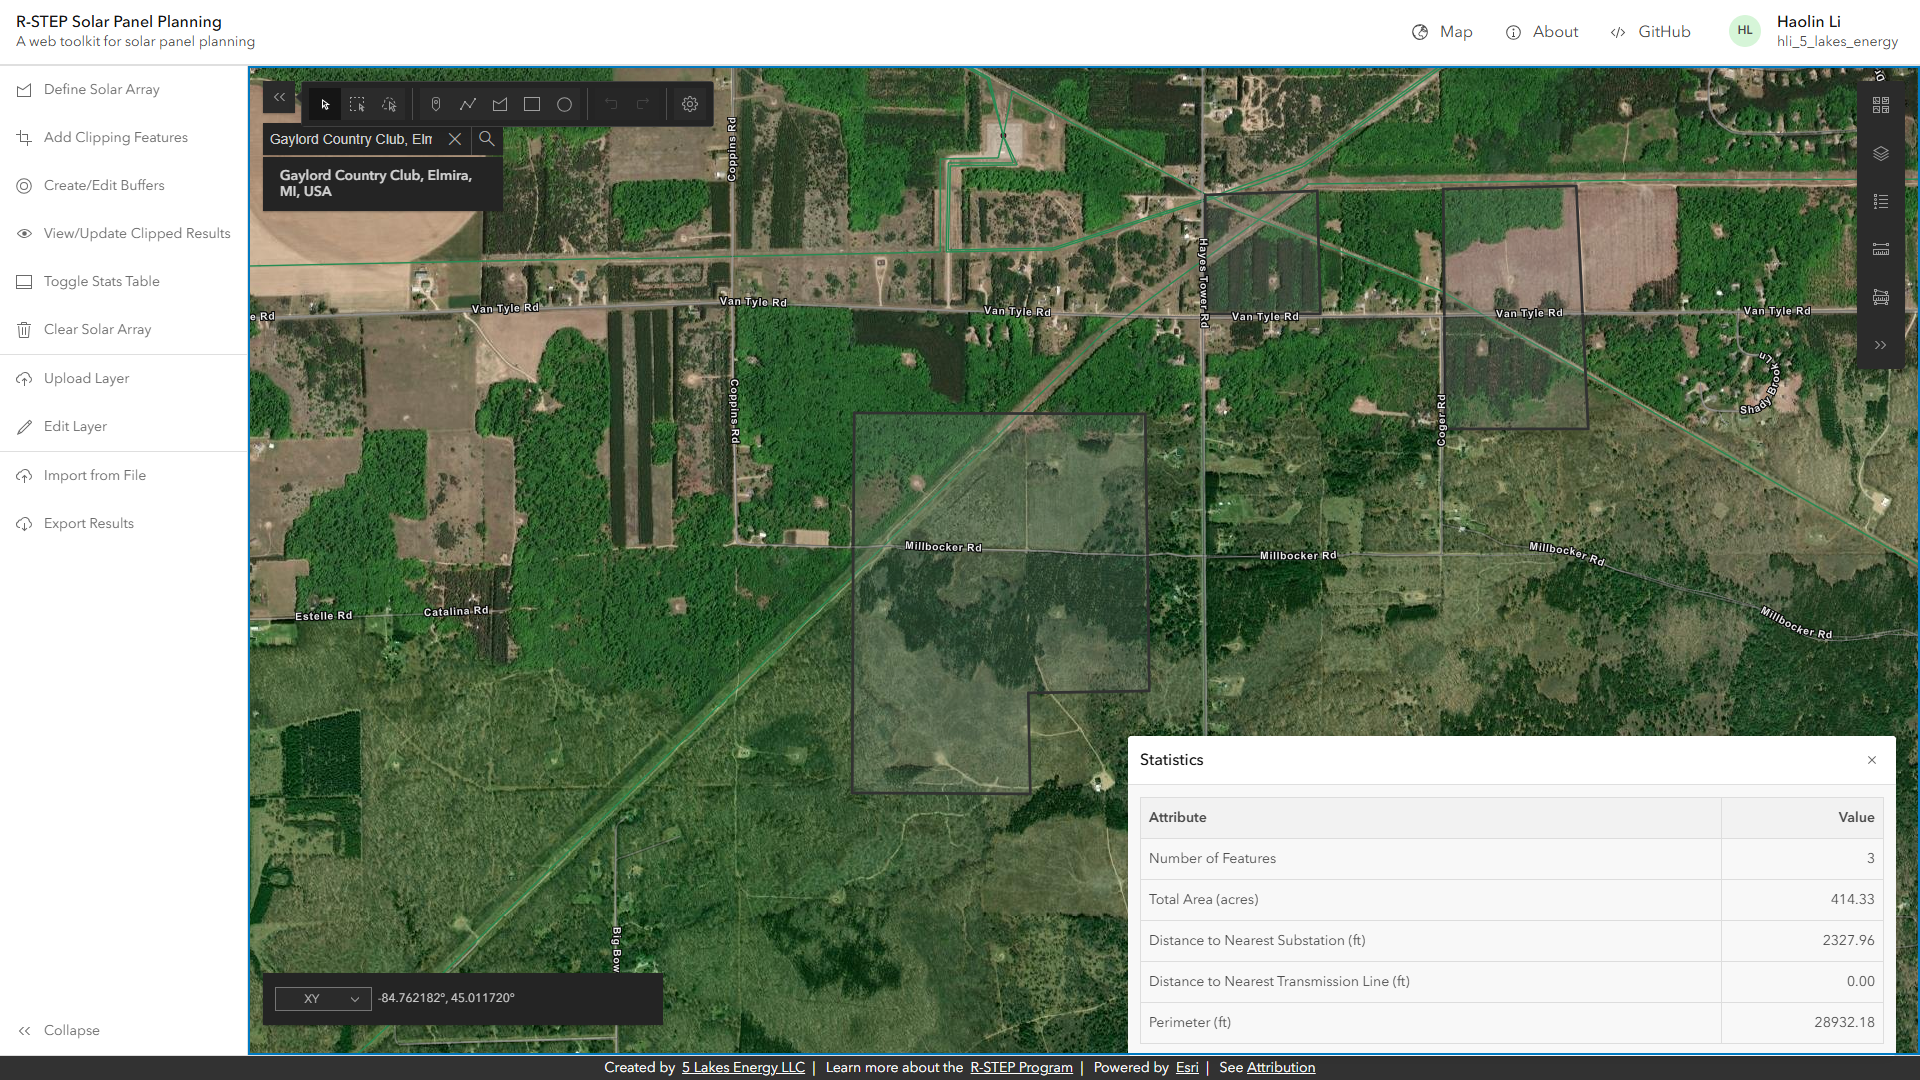 R-STEP Solar Panel Planning
A web toolkit for solar panel planning
Map
About
GitHub
HL
Haolin Li
hli_5_lakes_energy
Define Solar Array
Add Clipping Features
Create/Edit Buffers
View/Update Clipped Results
Toggle Stats Table
Clear Solar Array
Upload Layer
Edit Layer
Import from File
Export Results
Collapse
Gaylord Country Club, Elm
Gaylord Country Club, Elmira,
MI, USA
Coppins Rd
Hayes Tower Rd
e Rd
Van Tyle Rd
Van Tyle Rd
Van Tyle Rd
Van Tyle Rd
Van Tyle Rd
Van Tyle Rd
Shady Brook Ln
Coppins Rd
Coger Rd
Millbocker Rd
Millbocker Rd
Millbocker Rd
Millbocker Rd
Estelle Rd
Catalina Rd
Big Bow
XY
-84.762182°, 45.011720°
Statistics
Attribute Value
Number of Features 3
Total Area (acres) 414.33
Distance to Nearest Substation (ft) 2327.96
Distance to Nearest Transmission Line (ft) 0.00
Perimeter (ft) 28932.18
Created by 5 Lakes Energy LLC | Learn more about the R-STEP Program | Powered by Esri | See Attribution